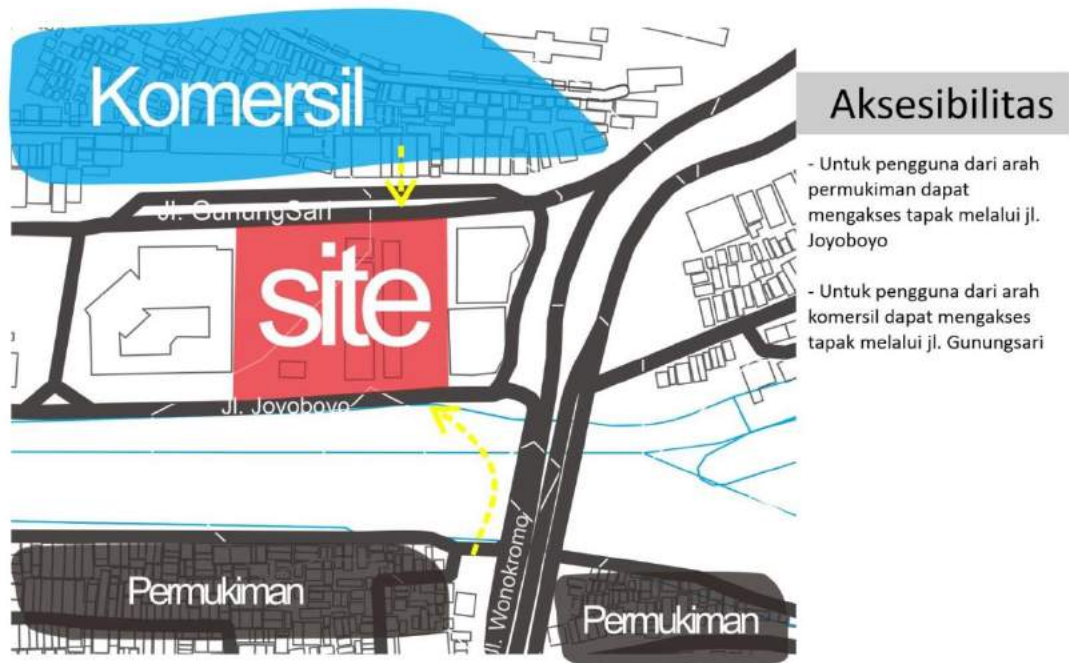 Komersil
Aksesibilitas
- Untuk pengguna dari arah
permukiman dapat
mengakses tapak melalui jl.
Joyoboyo
- Untuk pengguna dari arah
komersil dapat mengakses
tapak melalui jl. Gunungsari
Jl. GunungSari
site
Jl. Joyoboyo
Jl. Wonokromo
Permukiman
Permukiman